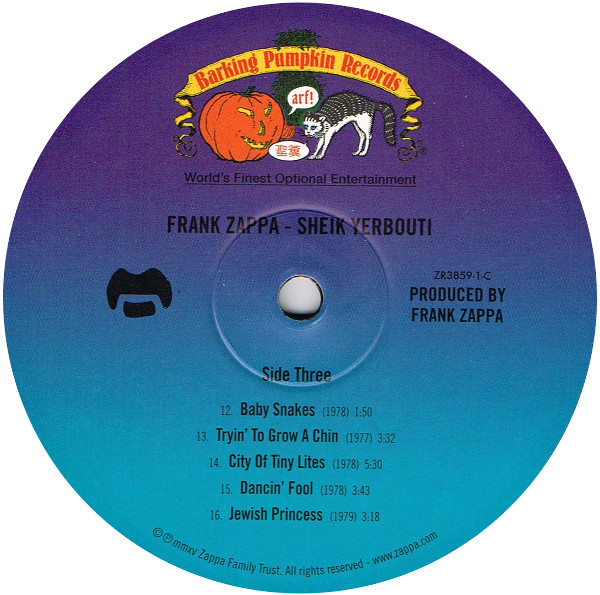 Barking Pumpkin Records
arf!
聖糞
World's Finest Optional Entertainment
FRANK ZAPPA - SHEIK YERBOUTI
ZR3859-1-C
PRODUCED BY
FRANK ZAPPA
Side Three
12. Baby Snakes (1978) 1:50
13. Tryin' To Grow A Chin (1977) 3:32
14. City Of Tiny Lites (1978) 5:30
15. Dancin' Fool (1978) 3:43
16. Jewish Princess (1979) 3:18
©℗ mmxv Zappa Family Trust. All rights reserved - www.zappa.com